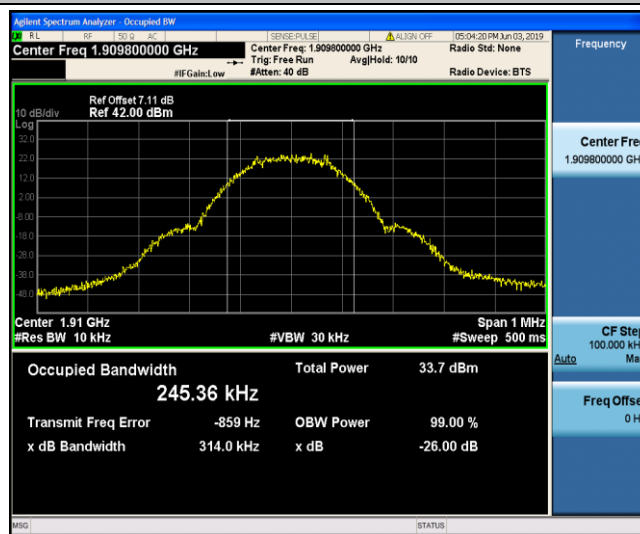 Agilent Spectrum Analyzer - Occupied BW
RL RF 50 Ω AC SENSE:PULSE ALIGN OFF 05:04:20 PM Jun 03, 2019
Center Freq 1.909800000 GHz Center Freq: 1.909800000 GHz Radio Std: None Frequency
Trig: Free Run Avg|Hold: 10/10
#IFGain:Low #Atten: 40 dB Radio Device: BTS
Ref Offset 7.11 dB
10 dB/div Ref 42.00 dBm
Log
32.0
22.0
12.0
2.00
-8.00
-18.0
-28.0
-38.0
-48.0
Center 1.91 GHz Span 1 MHz
#Res BW 10 kHz #VBW 30 kHz #Sweep 500 ms
Occupied Bandwidth Total Power 33.7 dBm
245.36 kHz
Transmit Freq Error -859 Hz OBW Power 99.00 %
x dB Bandwidth 314.0 kHz x dB -26.00 dB
Center Fre
1.909800000 GH
CF Step
100.000 kH
Auto Ma
Freq Offse
0 H
MSG STATUS